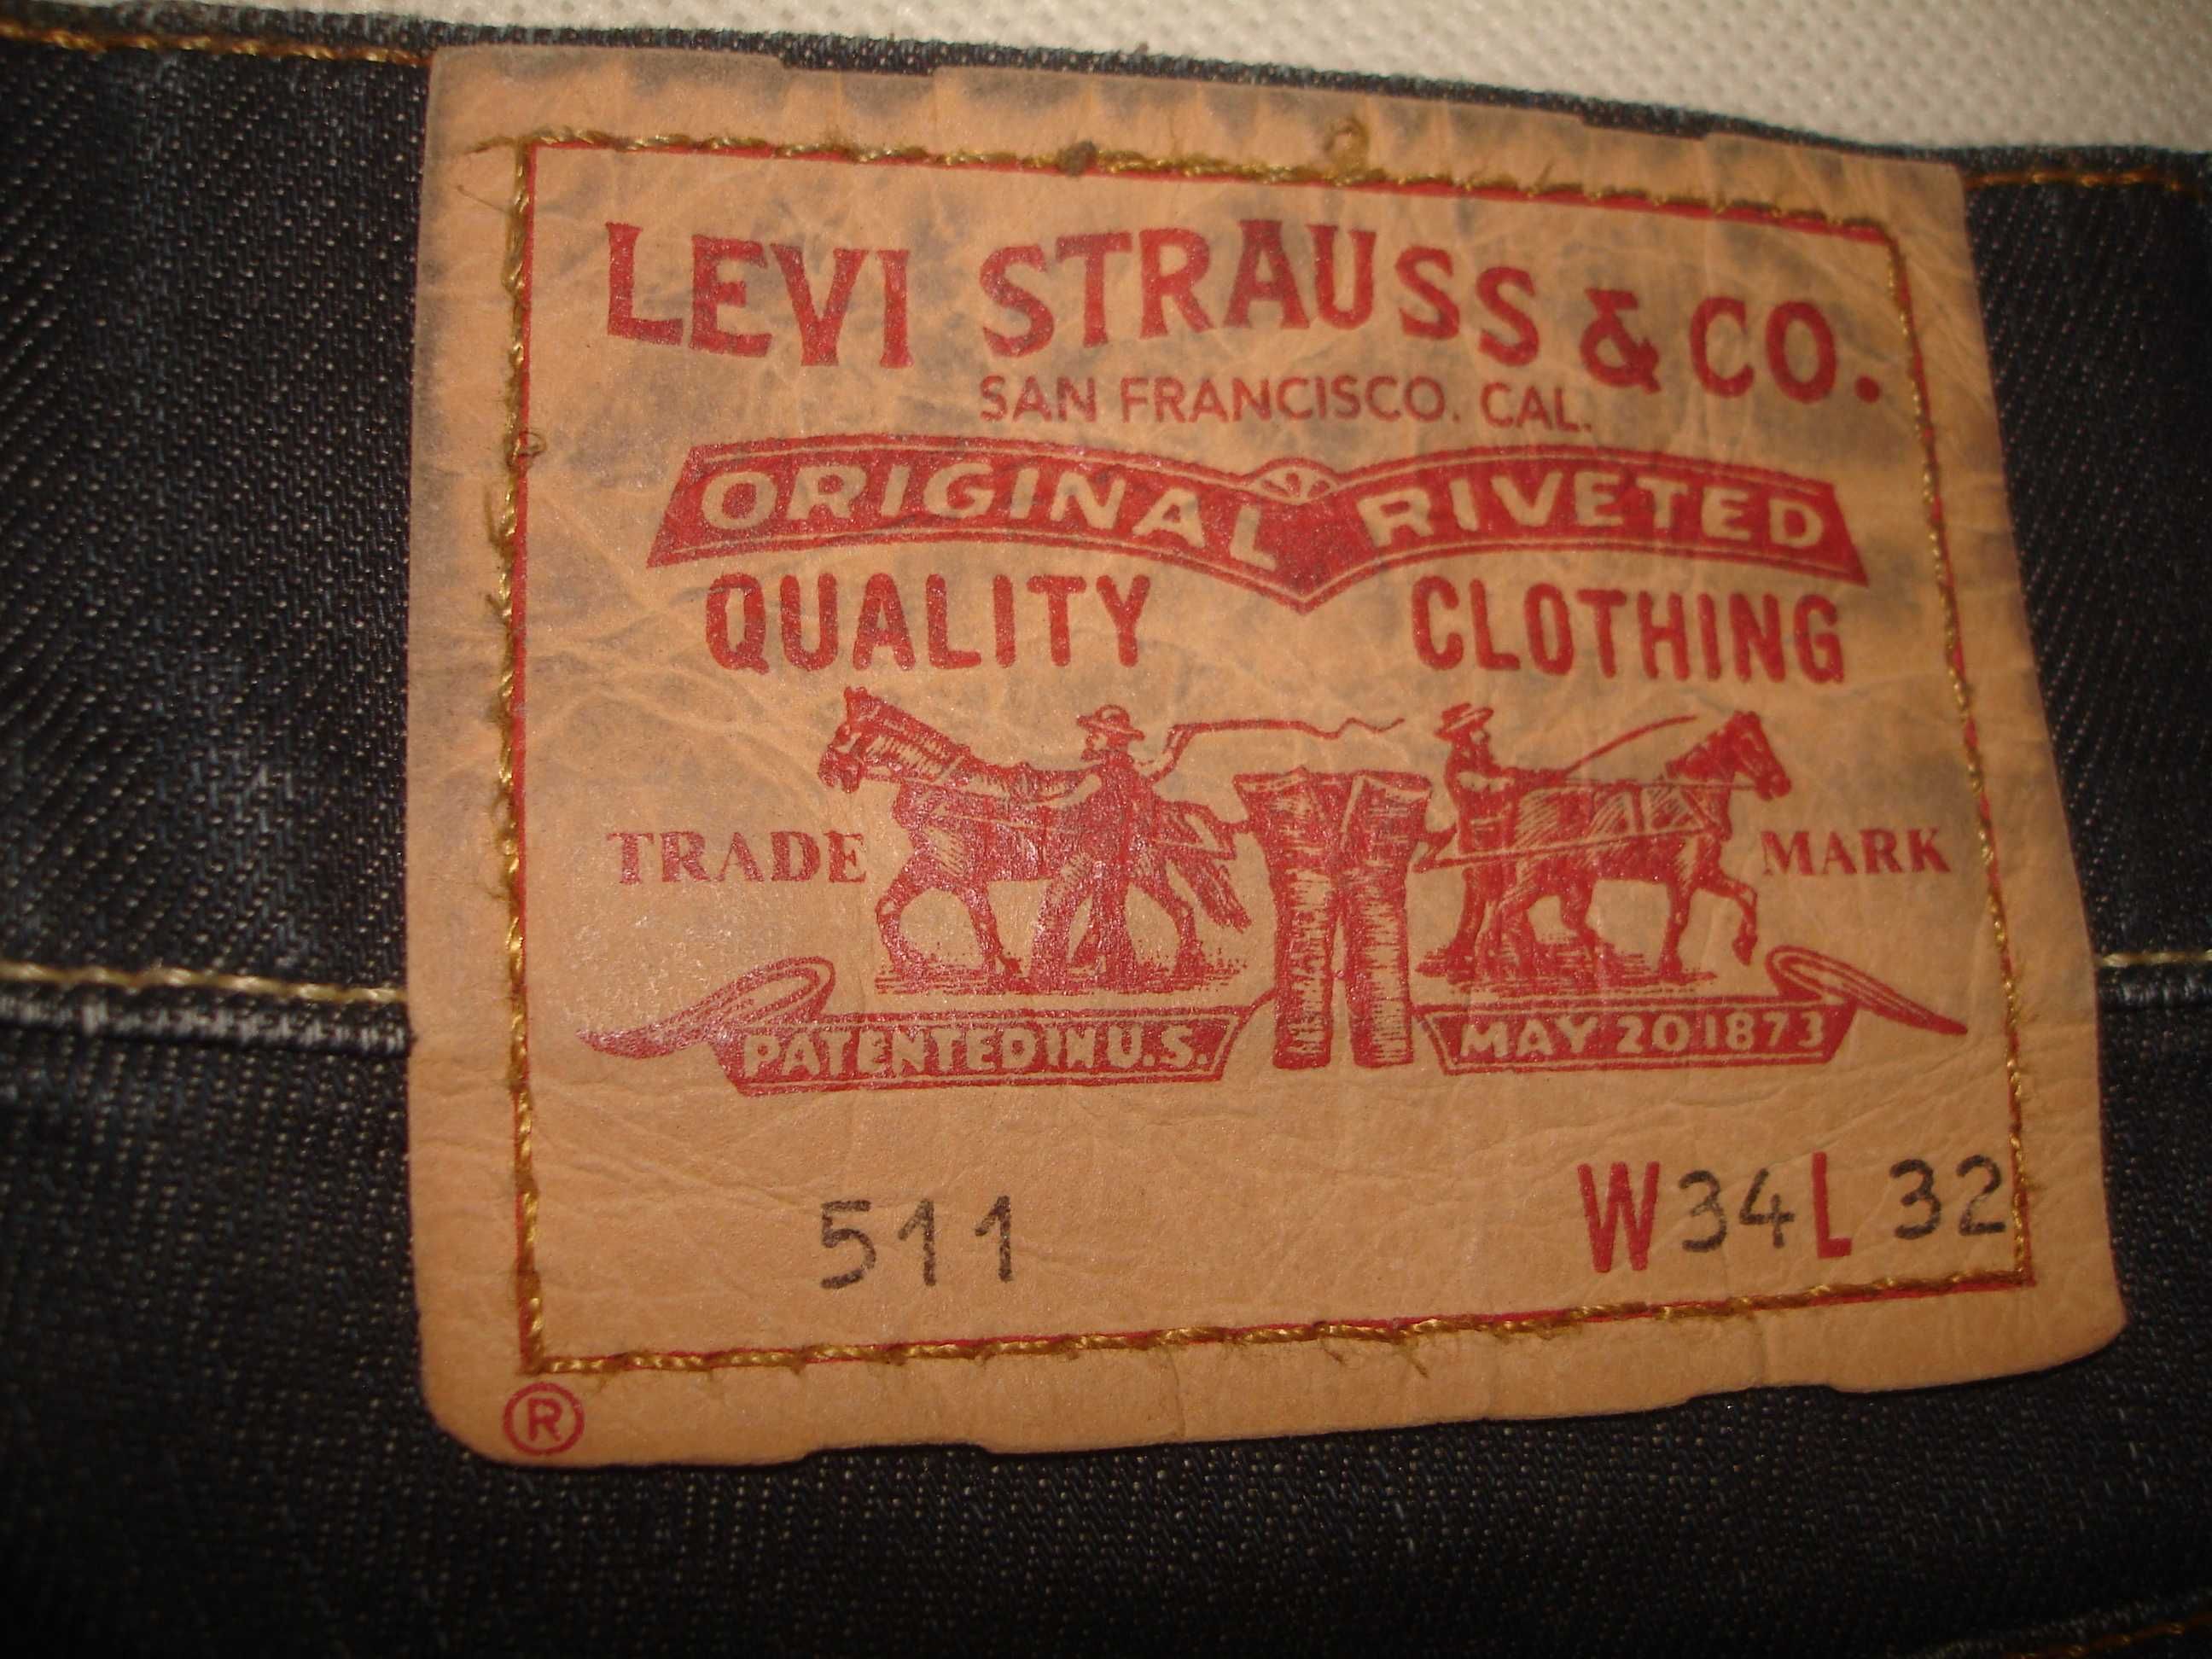 LEVI STRAUSS & CO.
SAN FRANCISCO. CAL.
ORIGINAL RIVETED
QUALITY CLOTHING
TRADE MARK
PATENTED IN U.S. MAY 20 1873
511 W34 L 32
®